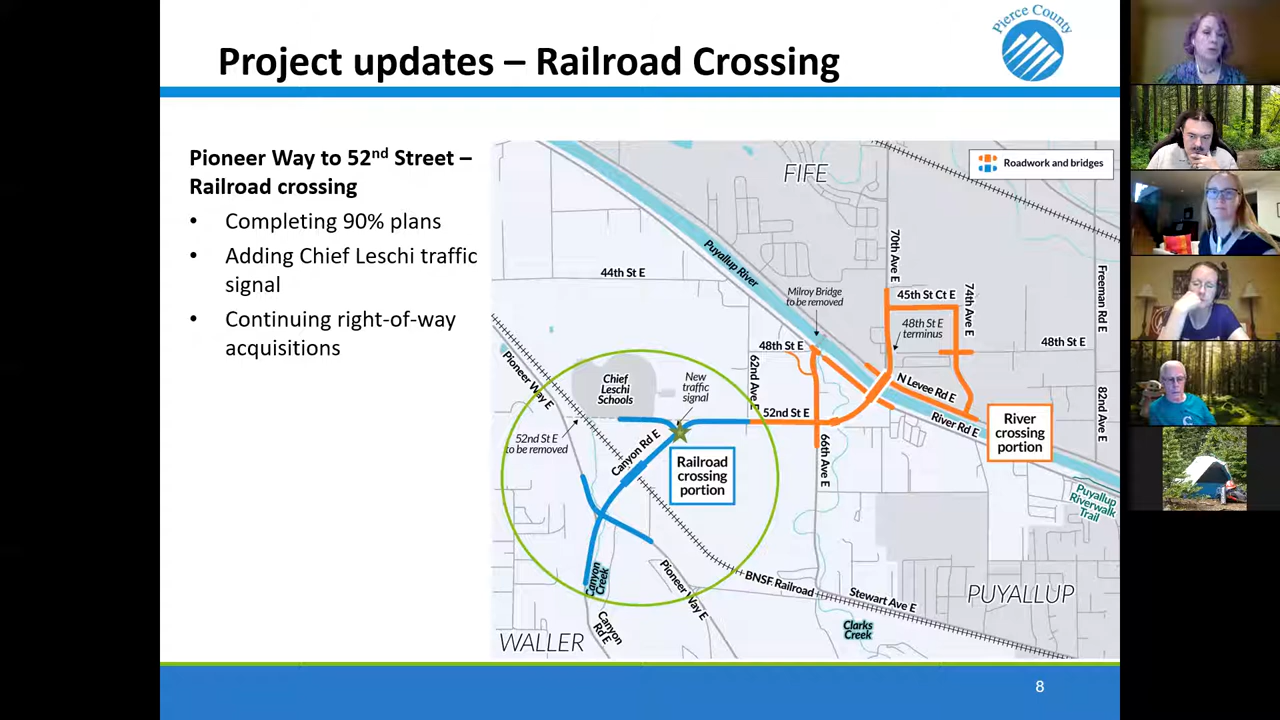 Project updates – Railroad Crossing
Pierce County
Pioneer Way to 52nd Street –
Railroad crossing
• Completing 90% plans
• Adding Chief Leschi traffic
signal
• Continuing right-of-way
acquisitions
Roadwork and bridges
FIFE
Puyallup River
44th St E
70th Ave E
Freeman Rd E
Milroy Bridge
to be removed
45th St Ct E
74th Ave E
48th St E
terminus
48th St E
48th St E
Pioneer Way E
62nd Ave E
Chief
Leschi
Schools
New
traffic
signal
N Levee Rd E
82nd Ave E
52nd St E
River Rd E
River
crossing
portion
52nd St E
to be removed
Canyon Rd E
66th Ave E
Railroad
crossing
portion
Puyallup
Riverwalk
Trail
Canyon
Creek
Pioneer Way E
BNSF Railroad
Stewart Ave E
PUYALLUP
Canyon
Rd E
Clarks
Creek
WALLER
8